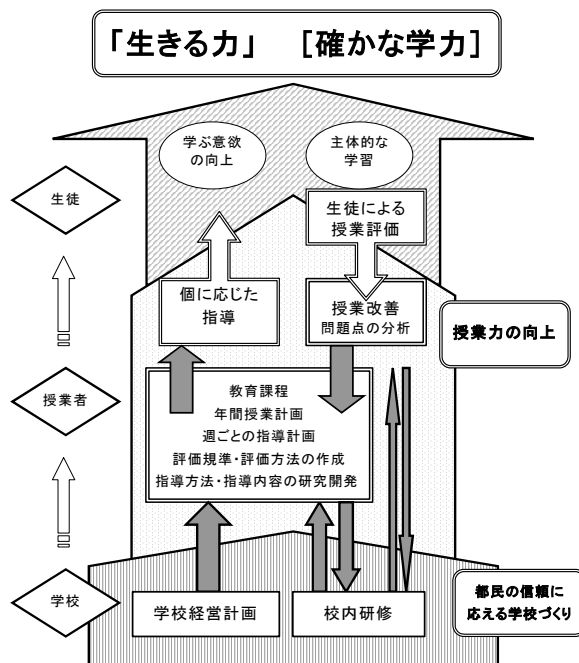 「生きる力」 [確かな学力]
学ぶ意欲
の向上
主体的な
学習
生徒
生徒による
授業評価
個に応じた
指導
授業改善
問題点の分析
授業力の向上
授業者
教育課程
年間授業計画
週ごとの指導計画
評価規準・評価方法の作成
指導方法・指導内容の研究開発
学校
学校経営計画
校内研修
都民の信頼に
応える学校づくり